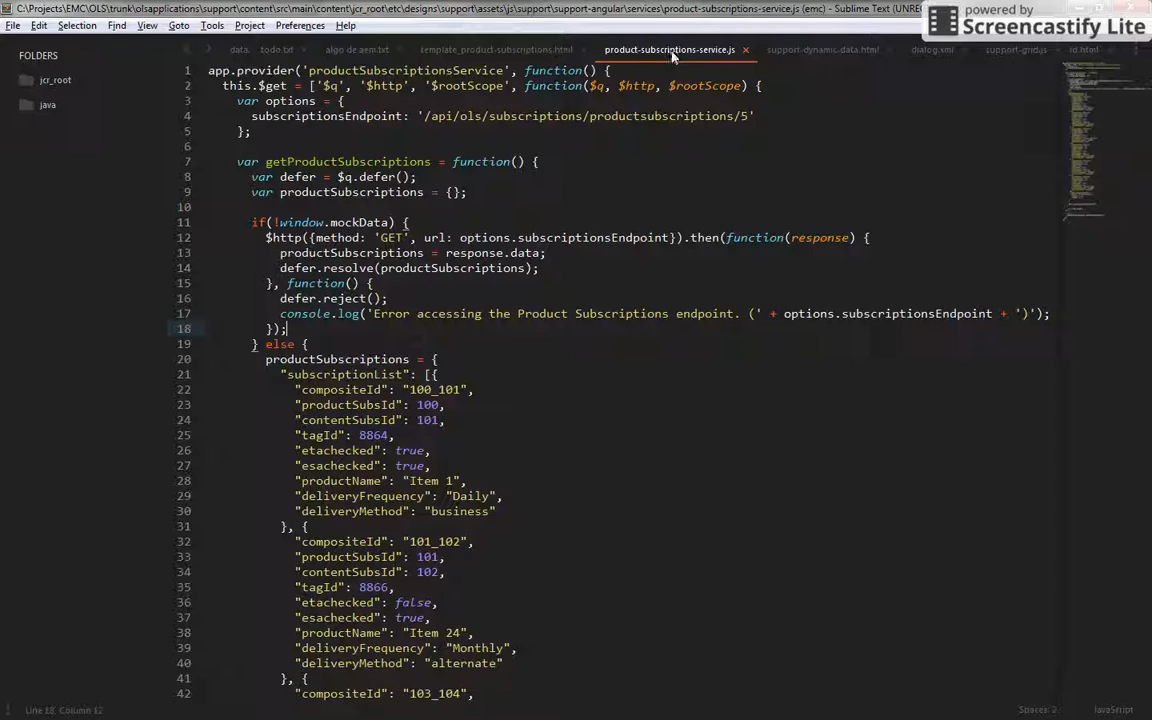 C:\Projects\EMC\OLS\trunk\olsapplications\support\content\src\main\content\jcr_root\etc\designs\support\assets\js\support-angular\services\product-subscriptions-service.js (emc) - Sublime Text (UNRE
powered by
Screencastify Lite
File Edit Selection Find View Goto Tools Project Preferences jcr Help
FOLDERS
jcr_root
java
data. todo.txt algo de aem.txt template_product-subscriptions.html product-subscriptions-service.js support-dynamic-data.html dialog.xml support-grid.js id.html
1 app.provider('productSubscriptionsService', function() {
2 this.$get = ['$q', '$http', '$rootScope', function($q, $http, $rootScope) {
3 var options = {
4 subscriptionsEndpoint: '/api/ols/subscriptions/productsubscriptions/5'
5 };
6
7 var getProductSubscriptions = function() {
8 var defer = $q.defer();
9 var productSubscriptions = {};
10
11 if(!window.mockData) {
12 $http({method: 'GET', url: options.subscriptionsEndpoint}).then(function(response) {
13 productSubscriptions = response.data;
14 defer.resolve(productSubscriptions);
15 }, function() {
16 defer.reject();
17 console.log('Error accessing the Product Subscriptions endpoint. (' + options.subscriptionsEndpoint + ')');
18 });
19 } else {
20 productSubscriptions = {
21 "subscriptionList": [{
22 "compositeId": "100_101",
23 "productSubsId": 100,
24 "contentSubsId": 101,
25 "tagId": 8864,
26 "etachecked": true,
27 "esachecked": true,
28 "productName": "Item 1",
29 "deliveryFrequency": "Daily",
30 "deliveryMethod": "business"
31 }, {
32 "compositeId": "101_102",
33 "productSubsId": 101,
34 "contentSubsId": 102,
35 "tagId": 8866,
36 "etachecked": false,
37 "esachecked": true,
38 "productName": "Item 24",
39 "deliveryFrequency": "Monthly",
40 "deliveryMethod": "alternate"
41 }, {
42 "compositeId": "103_104",
Line 18, Column 12
Spaces: 2
JavaScript